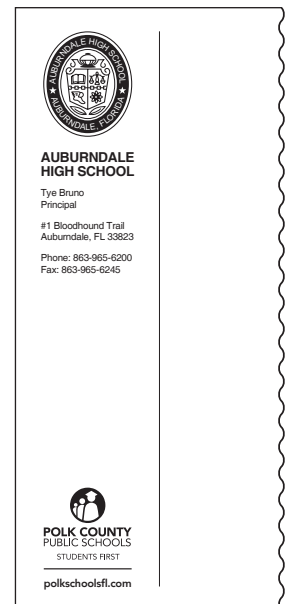 AUBURNDALE HIGH SCHOOL
AUBURNDALE, FLORIDA
AUBURNDALE
HIGH SCHOOL
Tye Bruno
Principal
#1 Bloodhound Trail
Auburndale, FL 33823
Phone: 863-965-6200
Fax: 863-965-6245
POLK COUNTY
PUBLIC SCHOOLS
STUDENTS FIRST
polkschoolsfl.com